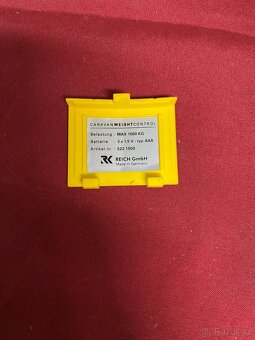 CARAVANWEIGHTCONTROL
Belastung : MAX 1000 KG
Batterie : 3 x 1,5 V - typ AAA
Artikel nr. : 522 1500
RK REICH GmbH
Made in Germany